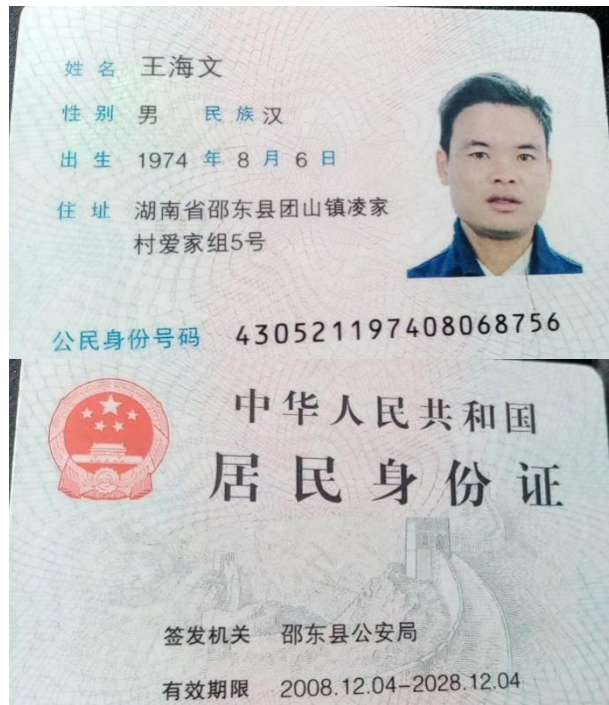 姓名 王海文
性别 男 民族 汉
出生 1974 年 8 月 6 日
住址 湖南省邵东县团山镇凌家
村爱家组5号
公民身份号码 430521197408068756
中华人民共和国
居民身份证
签发机关 邵东县公安局
有效期限 2008.12.04-2028.12.04